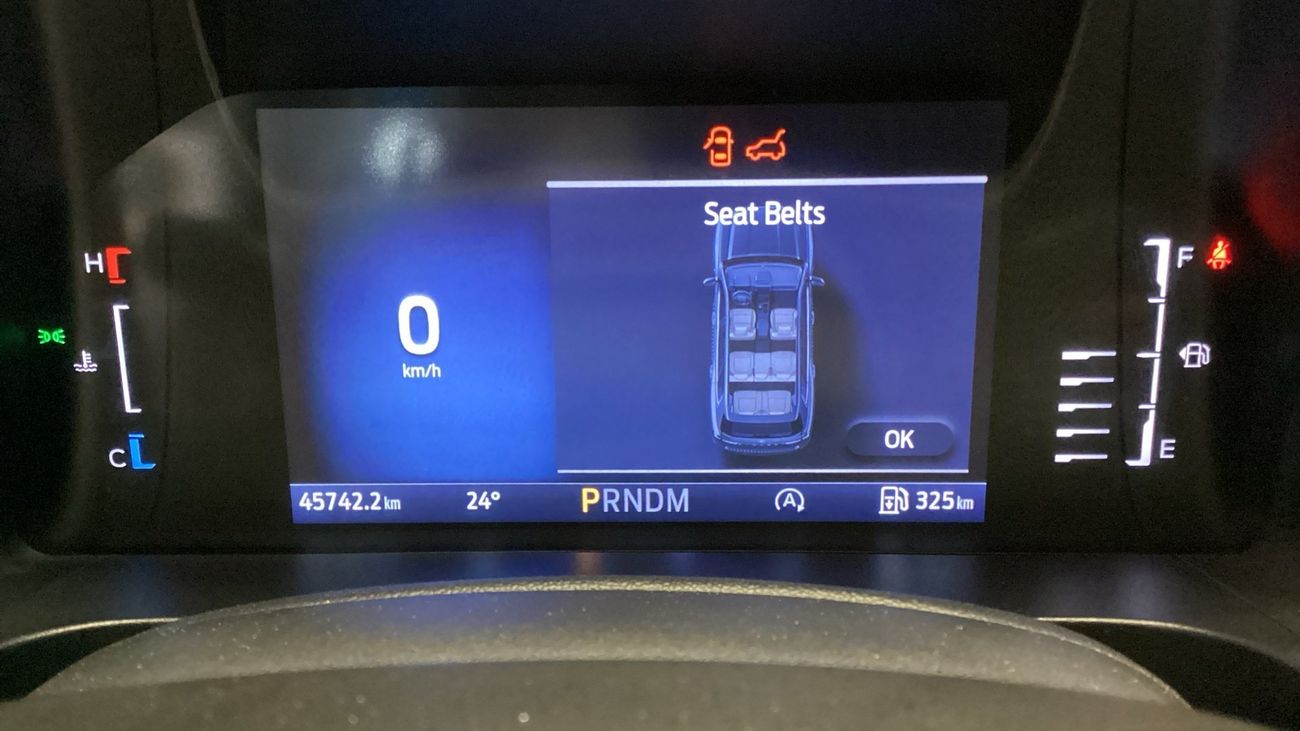 Seat Belts
H
F
0
km/h
OK
C
E
45742.2 km
24°
PRNDM
A
325 km